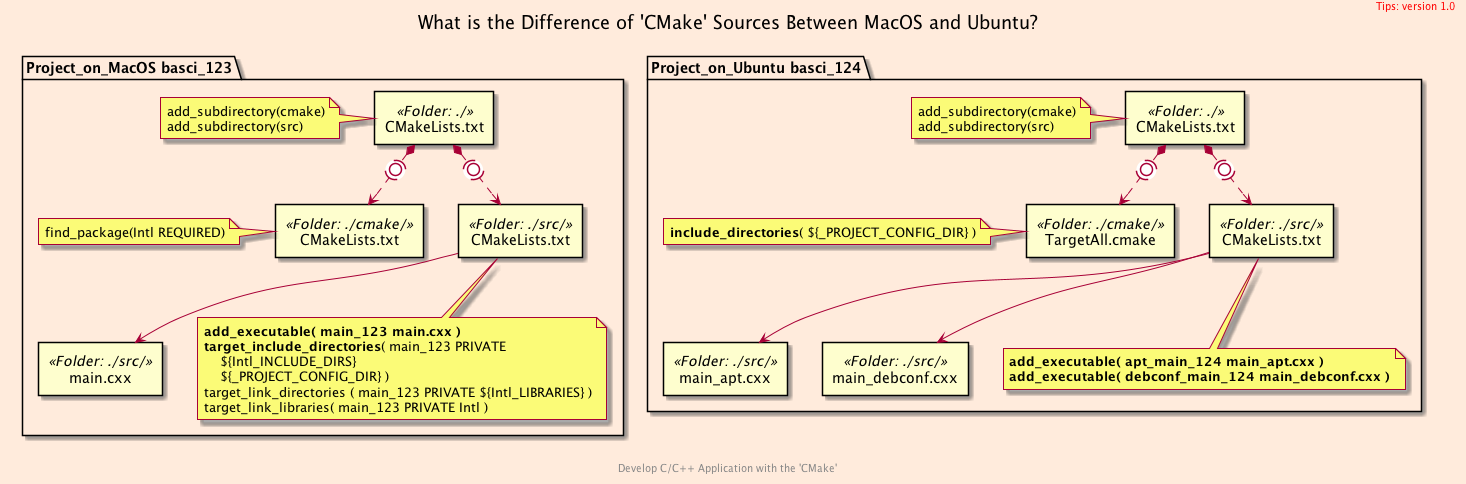 Tips: version 1.0
What is the Difference of 'CMake' Sources Between MacOS and Ubuntu?
Project_on_MacOS basci_123
add_subdirectory(cmake)
add_subdirectory(src)
«Folder: ./»
CMakeLists.txt
find_package(Intl REQUIRED)
«Folder: ./cmake/»
CMakeLists.txt
«Folder: ./src/»
CMakeLists.txt
«Folder: ./src/»
main.cxx
add_executable( main_123 main.cxx )
target_include_directories( main_123 PRIVATE
${Intl_INCLUDE_DIRS}
${_PROJECT_CONFIG_DIR} )
target_link_directories ( main_123 PRIVATE ${Intl_LIBRARIES} )
target_link_libraries( main_123 PRIVATE Intl )
Project_on_Ubuntu basci_124
add_subdirectory(cmake)
add_subdirectory(src)
«Folder: ./»
CMakeLists.txt
include_directories( ${_PROJECT_CONFIG_DIR} )
«Folder: ./cmake/»
TargetAll.cmake
«Folder: ./src/»
CMakeLists.txt
«Folder: ./src/»
main_apt.cxx
«Folder: ./src/»
main_debconf.cxx
add_executable( apt_main_124 main_apt.cxx )
add_executable( debconf_main_124 main_debconf.cxx )
Develop C/C++ Application with the 'CMake'